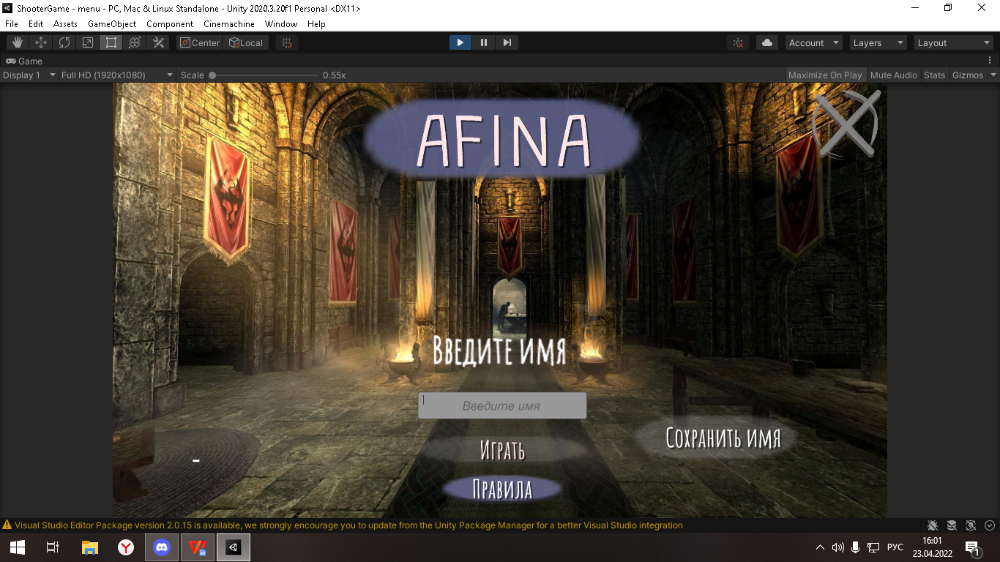 ShooterGame - menu - PC, Mac & Linux Standalone - Unity 2020.3.20f1 Personal <DX11>
File Edit Assets GameObject Component Cinemachine Window Help
Center Local Account Layers Layout
Game
Display 1 Full HD (1920x1080) Scale 0.55x Maximize On Play Mute Audio Stats Gizmos
AFINA
Введите имя
Введите имя
Сохранить имя
Играть
-
Правила
Visual Studio Editor Package version 2.0.15 is available, we strongly encourage you to update from the Unity Package Manager for a better Visual Studio integration
РУС
16:01
23.04.2022
1